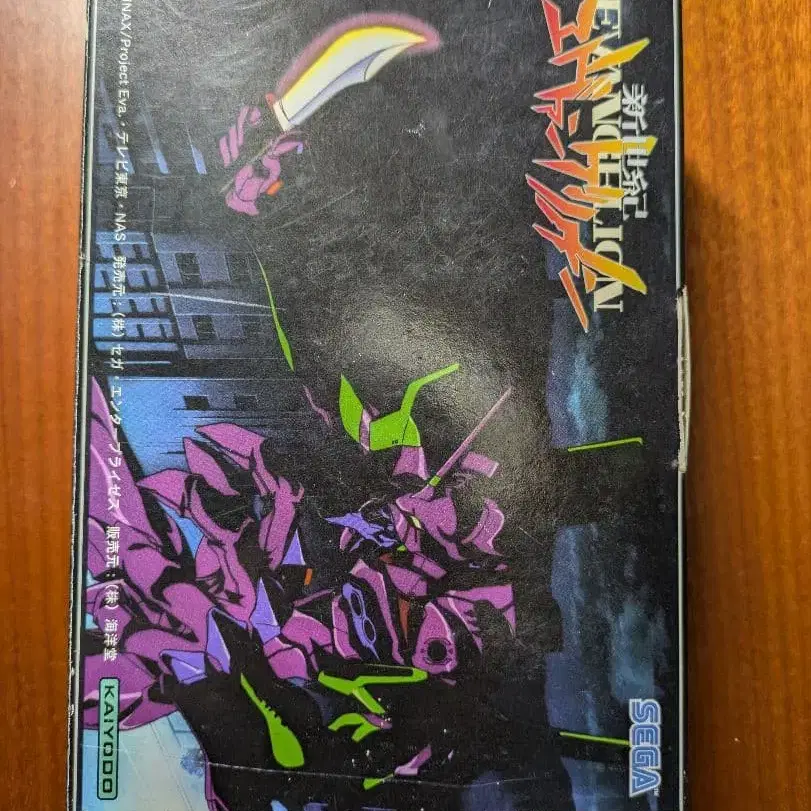 EVANGELION
新世紀
エヴァンゲリオン
INAX/Project Eva.・テレビ東京・NAS 発売元:(株)セガ・エンタープライゼス 販売元:(株)海洋堂
KAIYODO
SEGA™